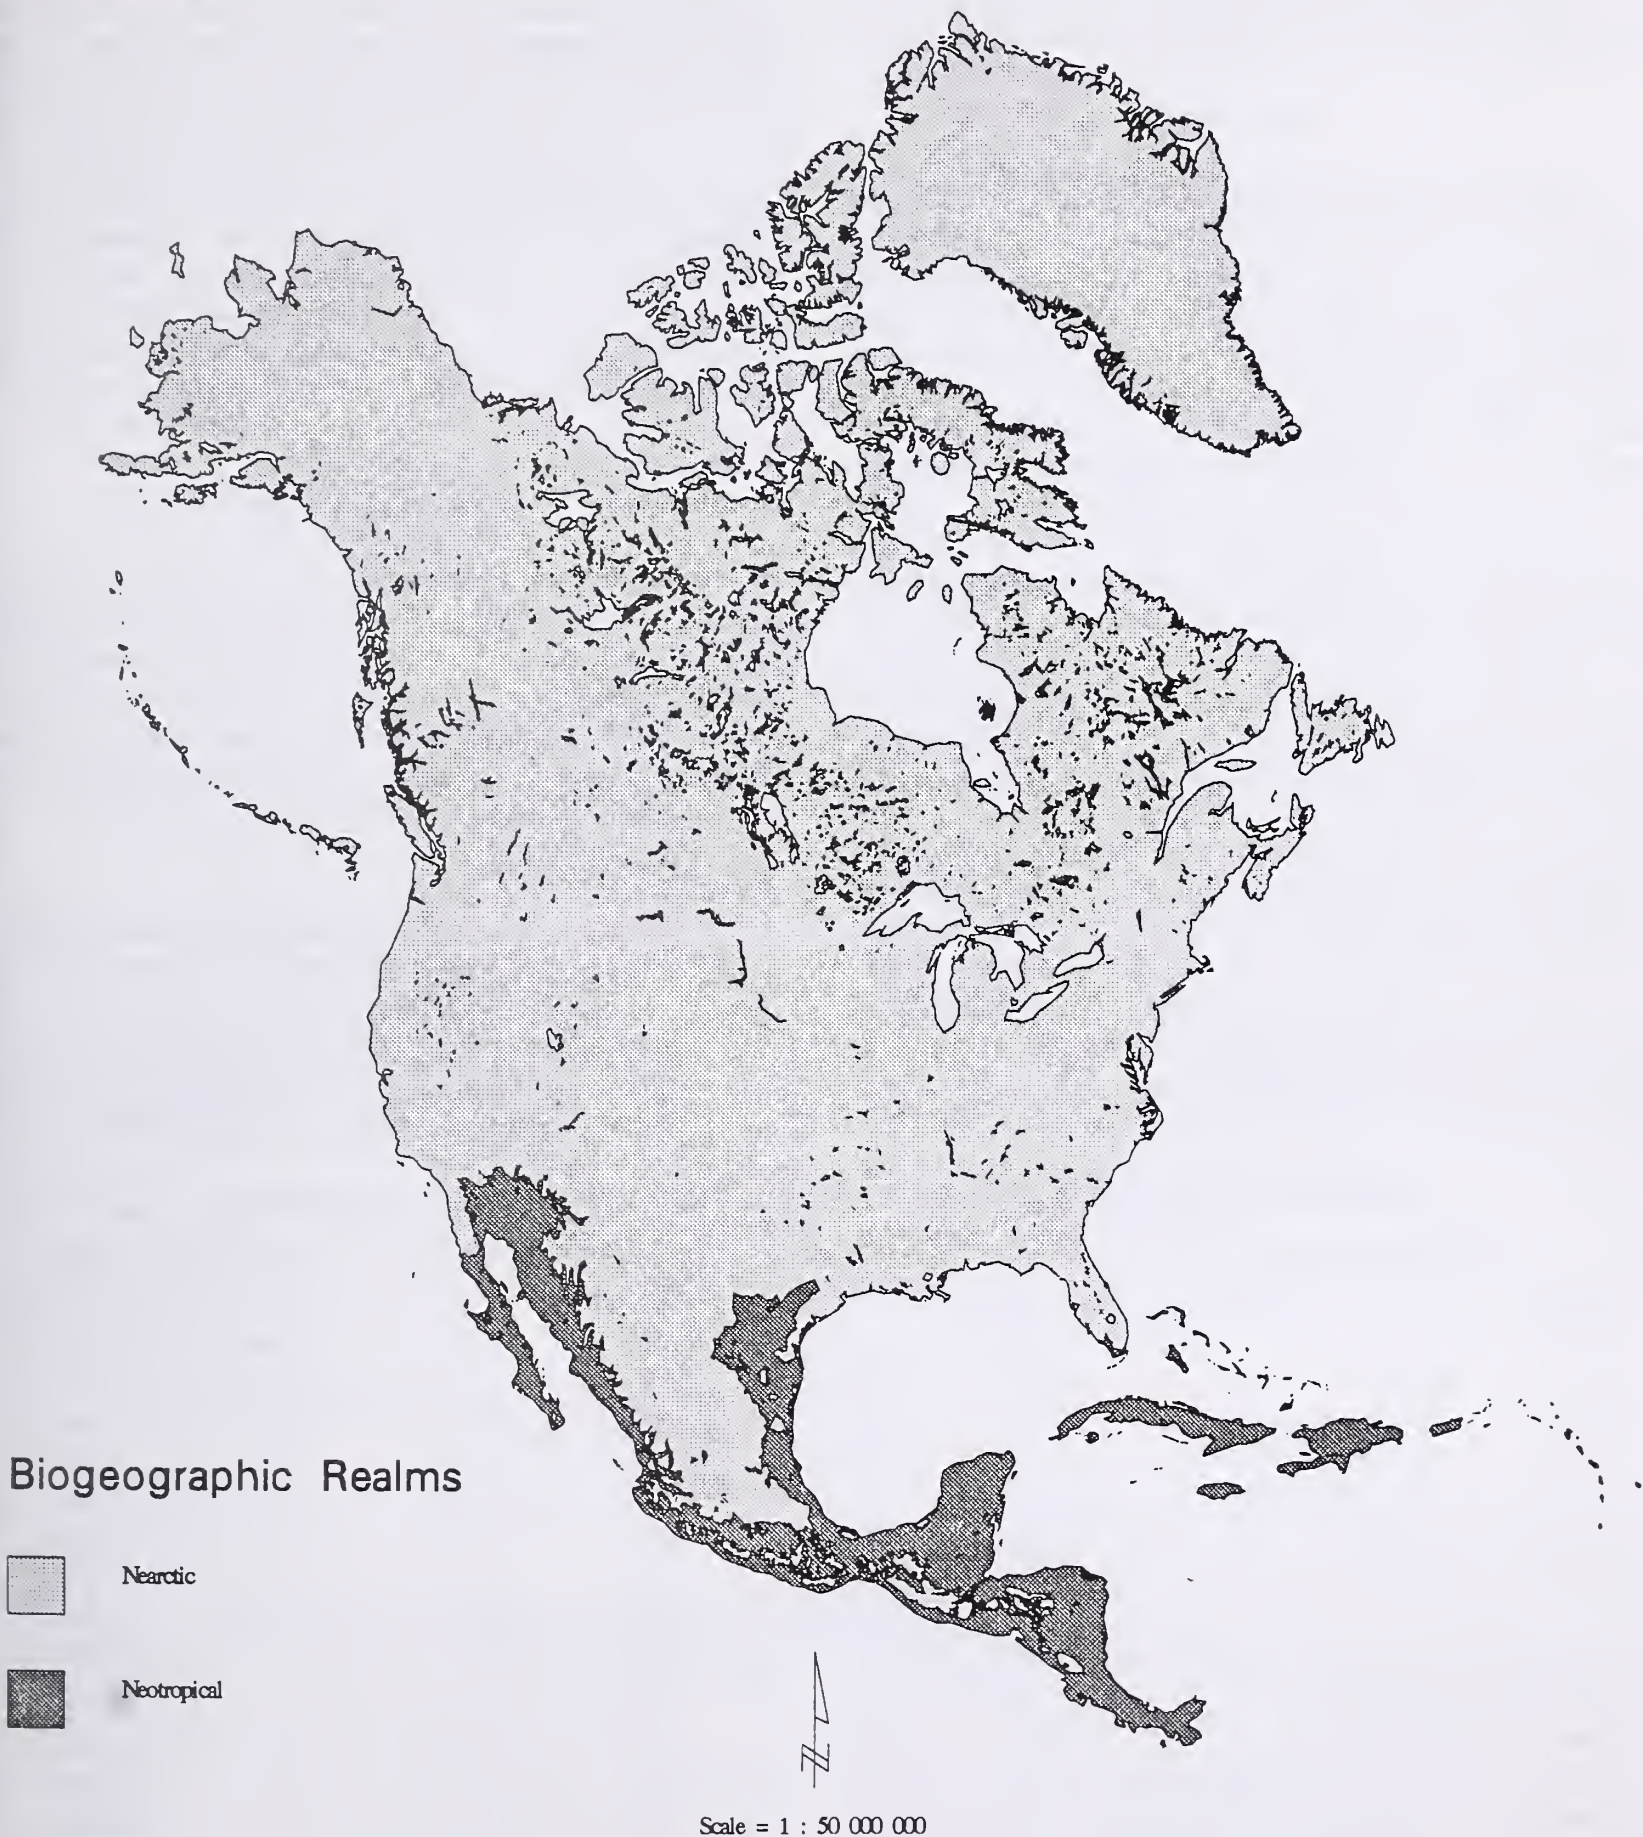 Biogeographic Realms
Nearctic
Neotropical
N
Scale = 1 : 50 000 000